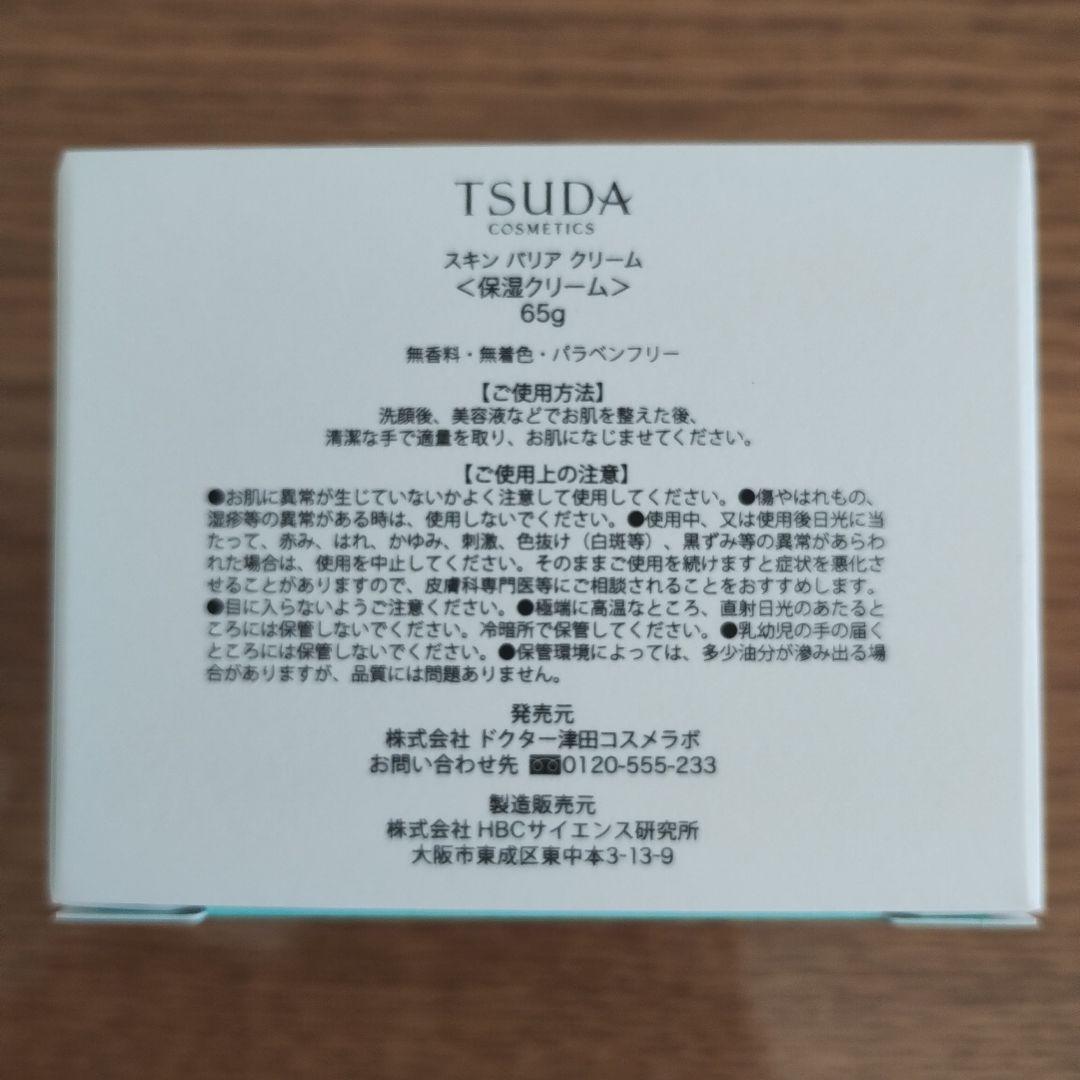 TSUDA
COSMETICS
スキン バリア クリーム
＜保湿クリーム＞
65g
無香料・無着色・パラベンフリー
【ご使用方法】
洗顔後、美容液などでお肌を整えた後、
清潔な手で適量を取り、お肌になじませてください。
【ご使用上の注意】
●お肌に異常が生じていないかよく注意して使用してください。●傷やはれもの、
湿疹等の異常がある時は、使用しないでください。●使用中、又は使用後日光に当
たって、赤み、はれ、かゆみ、刺激、色抜け（白斑等）、黒ずみ等の異常があらわ
れた場合は、使用を中止してください。そのままご使用を続けますと症状を悪化さ
せることがありますので、皮膚科専門医等にご相談されることをおすすめします。
●目に入らないようご注意ください。●極端に高温なところ、直射日光のあたると
ころには保管しないでください。冷暗所で保管してください。●乳幼児の手の届く
ところには保管しないでください。●保管環境によっては、多少油分が滲み出る場
合がありますが、品質には問題ありません。
発売元
株式会社 ドクター津田コスメラボ
お問い合わせ先 0120-555-233
製造販売元
株式会社 HBCサイエンス研究所
大阪市東成区東中本3-13-9